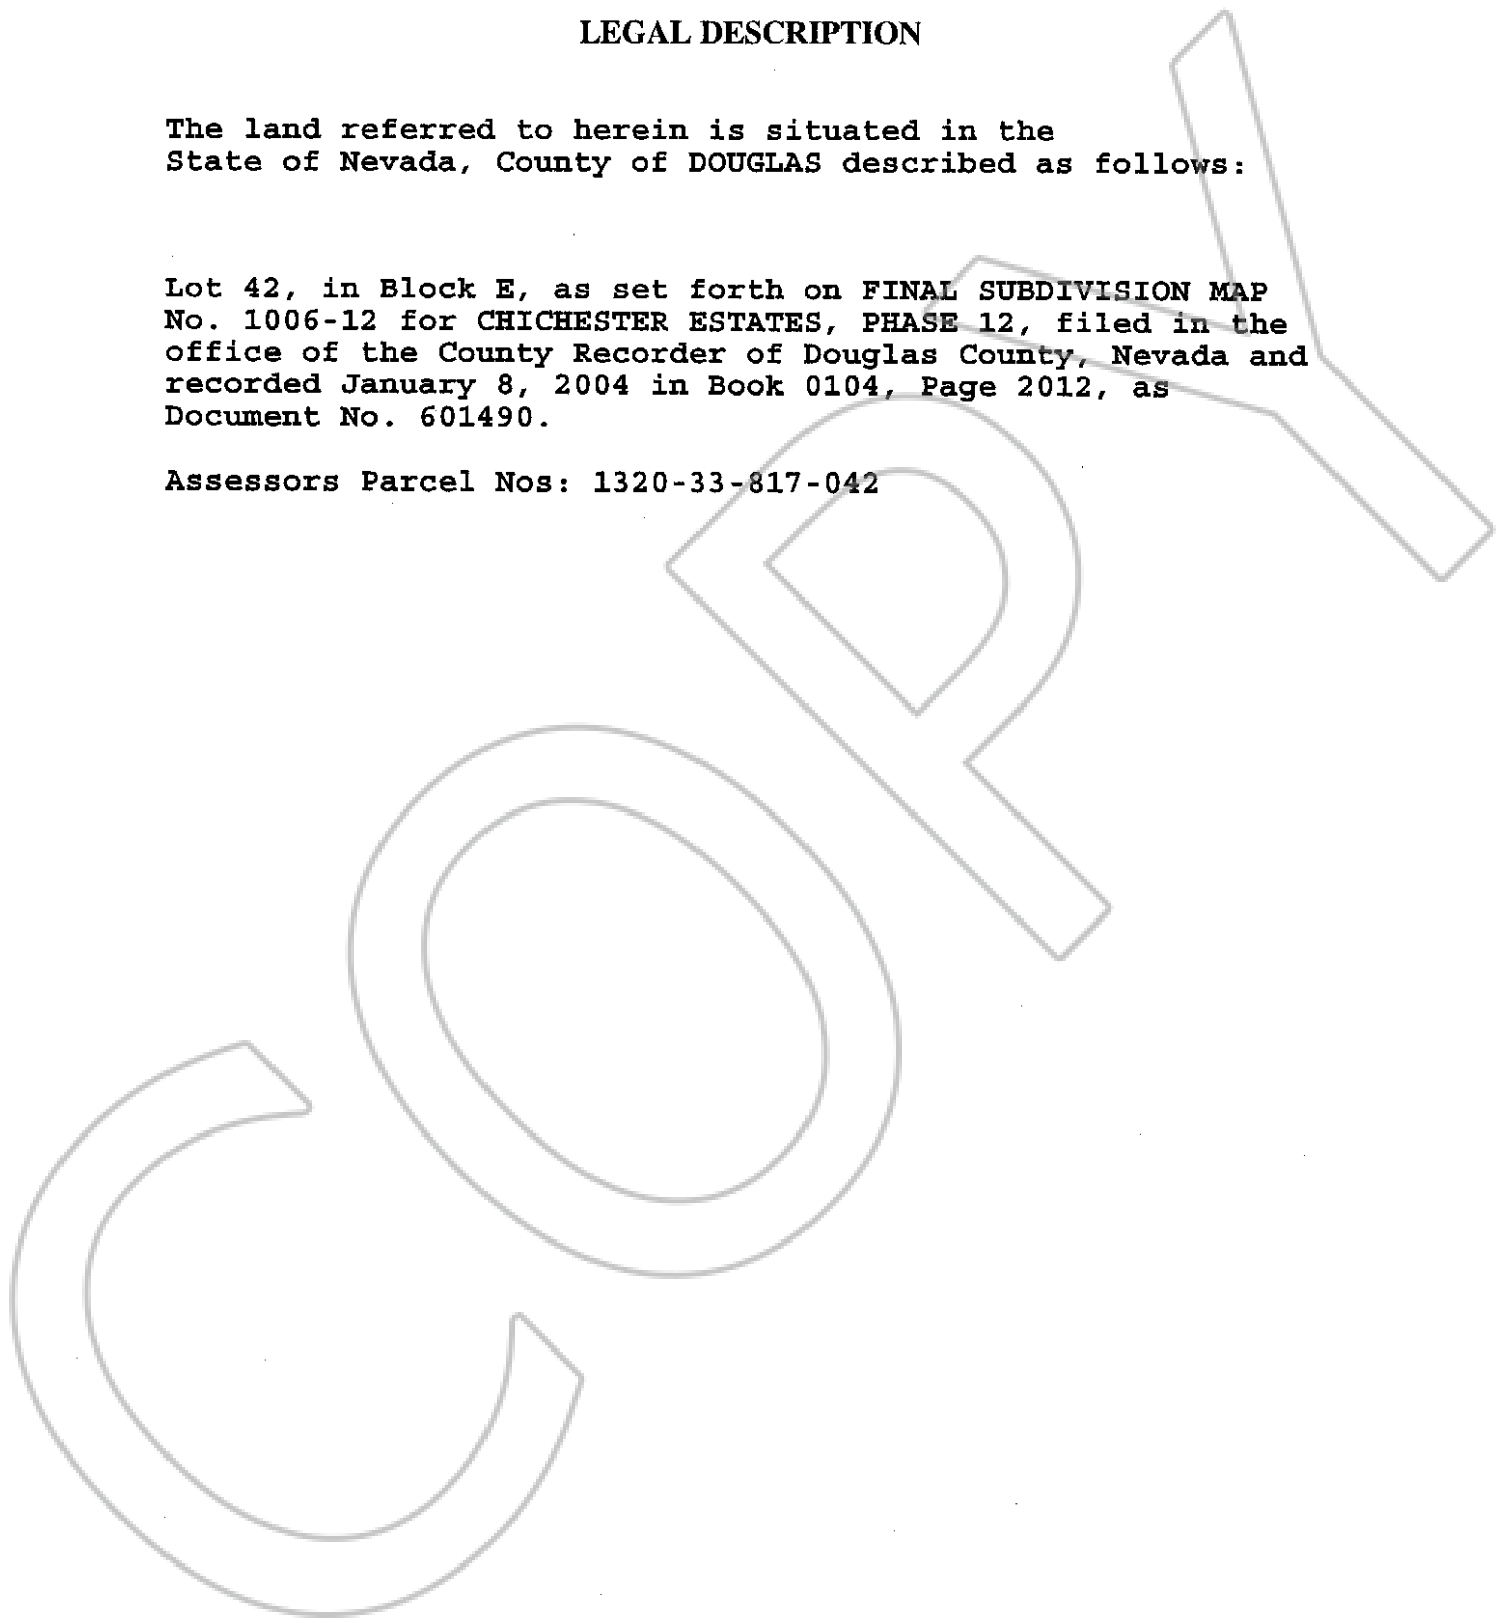 LEGAL DESCRIPTION
The land referred to herein is situated in the
State of Nevada, County of DOUGLAS described as follows:
Lot 42, in Block E, as set forth on FINAL SUBDIVISION MAP
No. 1006-12 for CHICHESTER ESTATES, PHASE 12, filed in the
office of the County Recorder of Douglas County, Nevada and
recorded January 8, 2004 in Book 0104, Page 2012, as
Document No. 601490.
Assessors Parcel Nos: 1320-33-817-042
COPY